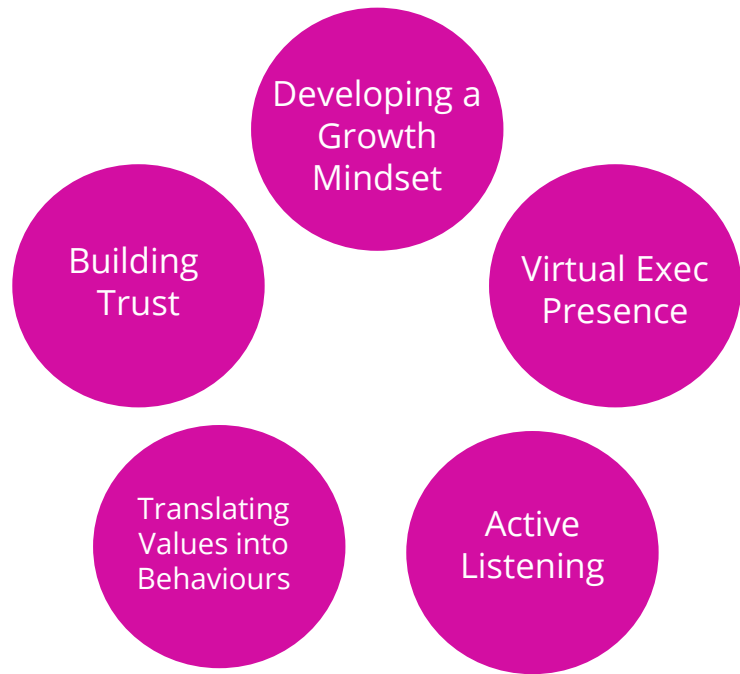 Developing a
Growth
Mindset
Building
Trust
Virtual Exec
Presence
Translating
Values into
Behaviours
Active
Listening